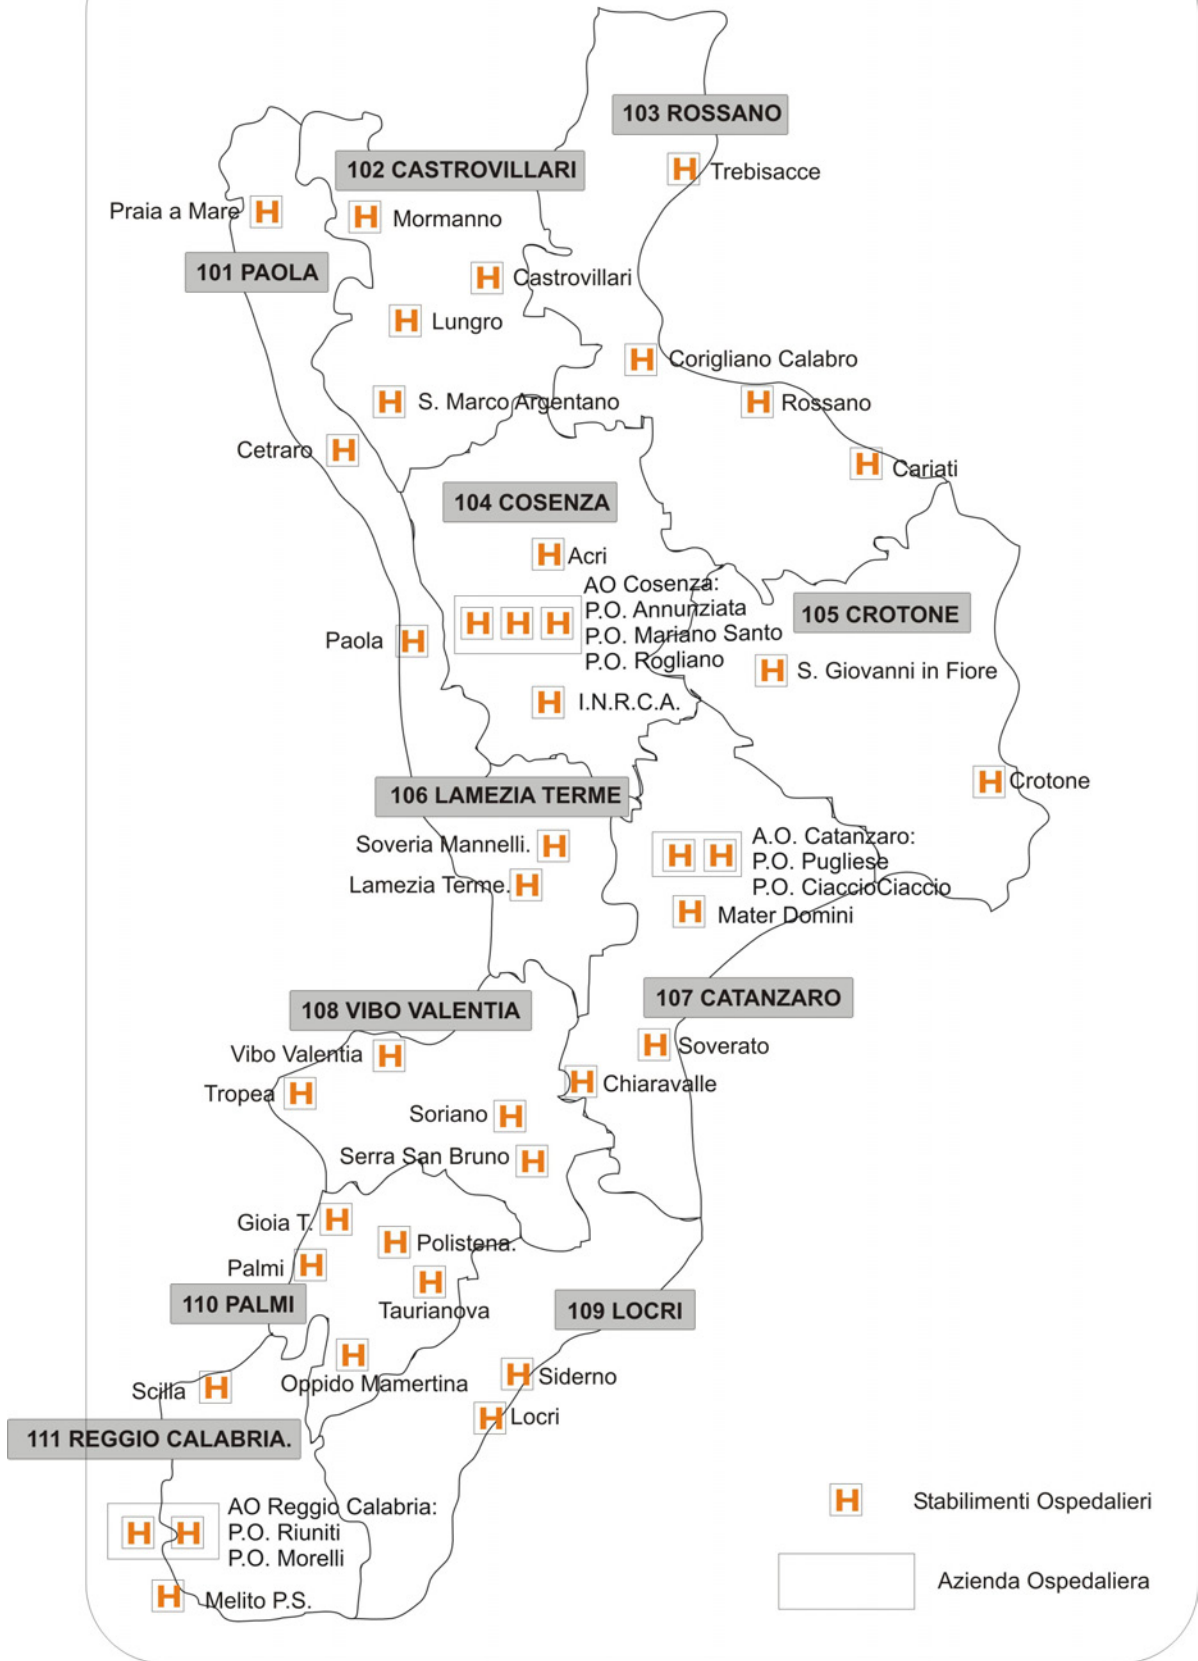 103 ROSSANO
Trebisacce
102 CASTROVILLARI
Praia a Mare
Mormanno
101 PAOLA
Castrovillari
Lungro
Corigliano Calabro
S. Marco Argentano
Rossano
Cetraro
Cariati
104 COSENZA
Acri
AO Cosenza:
P.O. Annunziata
P.O. Mariano Santo
P.O. Rogliano
105 CROTONE
Paola
S. Giovanni in Fiore
I.N.R.C.A.
Crotone
106 LAMEZIA TERME
Soveria Mannelli.
Lamezia Terme.
A.O. Catanzaro:
P.O. Pugliese
P.O. CiaccioCiaccio
Mater Domini
107 CATANZARO
108 VIBO VALENTIA
Vibo Valentia
Soverato
Tropea
Chiaravalle
Soriano
Serra San Bruno
Gioia T.
Polistena.
Palmi
Taurianova
110 PALMI
109 LOCRI
Oppido Mamertina
Siderno
Scilla
Locri
111 REGGIO CALABRIA.
AO Reggio Calabria:
P.O. Riuniti
P.O. Morelli
Melito P.S.
H Stabilimenti Ospedalieri
Azienda Ospedaliera